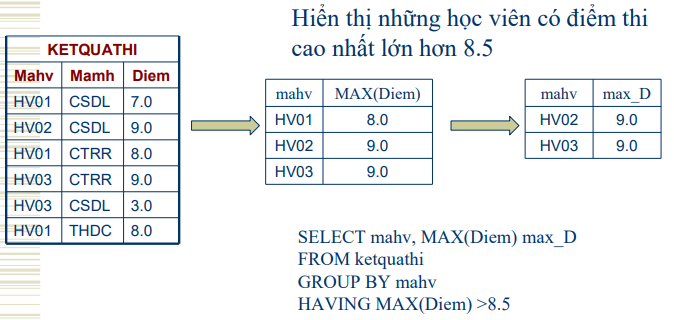 Hiển thị những học viên có điểm thi
cao nhất lớn hơn 8.5
KETQUATHI
Mahv Mamh Diem
HV01 CSDL 7.0
HV02 CSDL 9.0
HV01 CTRR 8.0
HV03 CTRR 9.0
HV03 CSDL 3.0
HV01 THDC 8.0
mahv MAX(Diem)
HV01 8.0
HV02 9.0
HV03 9.0
mahv max_D
HV02 9.0
HV03 9.0
SELECT mahv, MAX(Diem) max_D
FROM ketquathi
GROUP BY mahv
HAVING MAX(Diem) >8.5